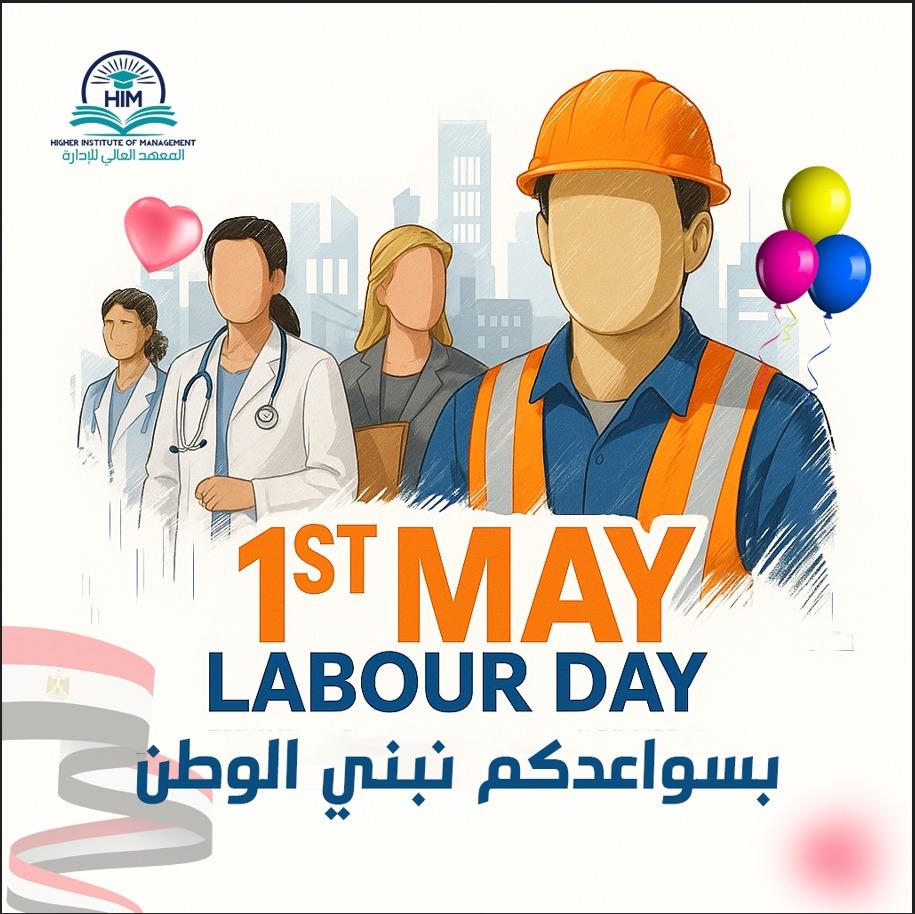 HIM
HIGHER INSTITUTE OF MANAGEMENT
المعهد العالي للإدارة
1ST MAY
LABOUR DAY
بسواعدكم نبني الوطن